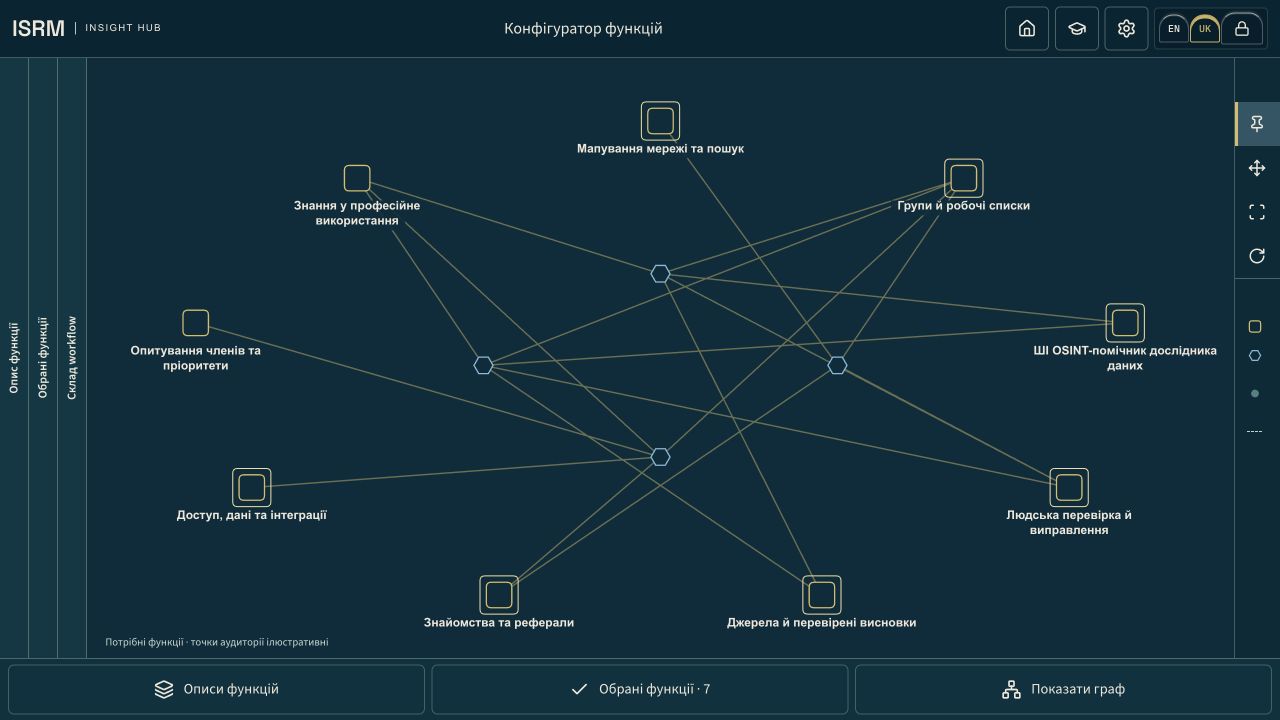 ISRM | INSIGHT HUB
Конфігуратор функцій
EN
UK
Опис функції
Обрані функції
Склад workflow
Мапування мережі та пошук
Знання у професійне
використання
Групи й робочі списки
Опитування членів та
пріоритети
ШІ OSINT-помічник дослідника
даних
Доступ, дані та інтеграції
Людська перевірка й
виправлення
Знайомства та реферали
Джерела й перевірені висновки
Потрібні функції · точки аудиторії ілюстративні
Описи функцій
Обрані функції · 7
Показати граф